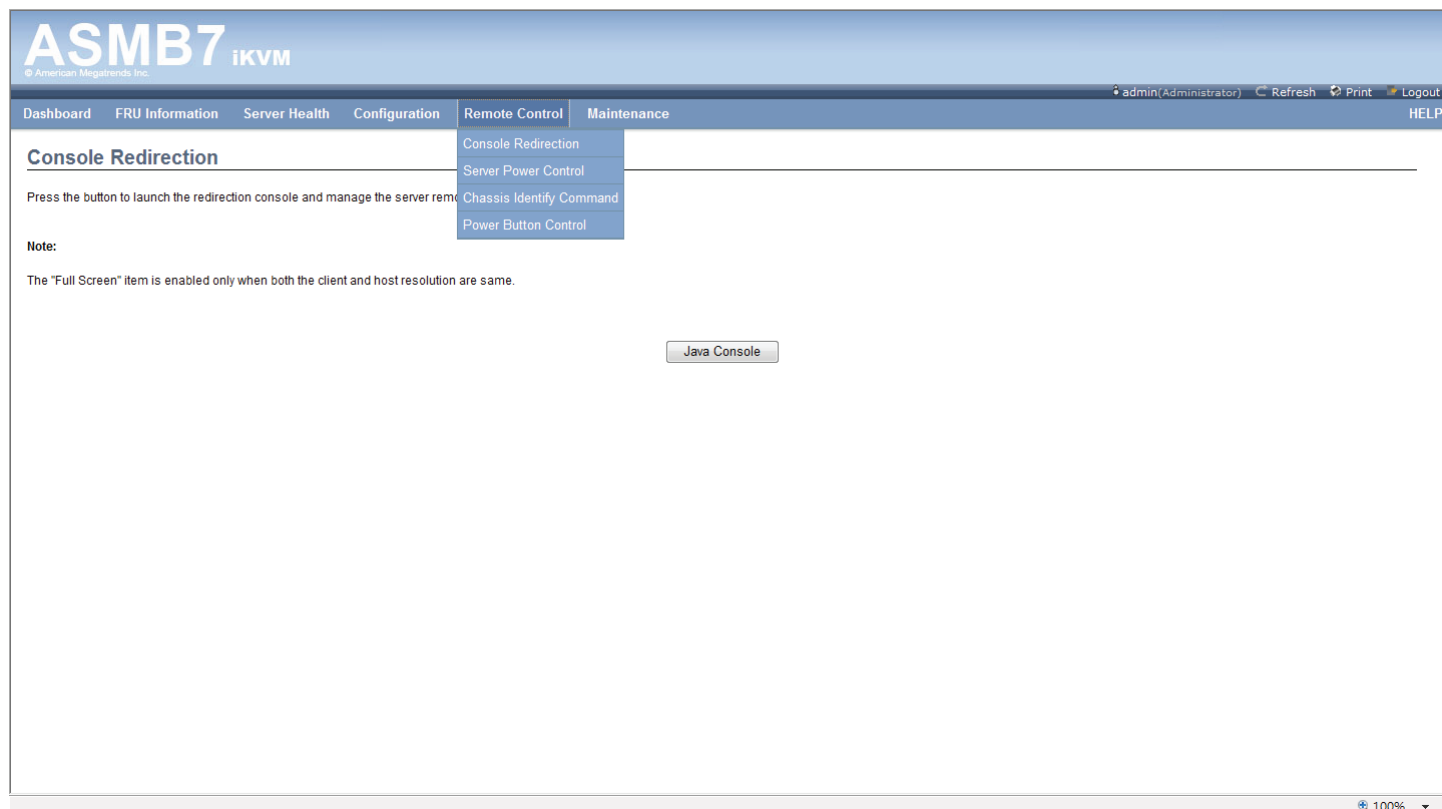 ASMB7 iKVM
© American Megatrends Inc.
admin(Administrator) Refresh Print Logout
Dashboard FRU Information Server Health Configuration Remote Control Maintenance HELP
Console Redirection
Server Power Control
Chassis Identify Command
Power Button Control
Console Redirection
Press the button to launch the redirection console and manage the server rem
Note:
The "Full Screen" item is enabled only when both the client and host resolution are same.
Java Console
100%